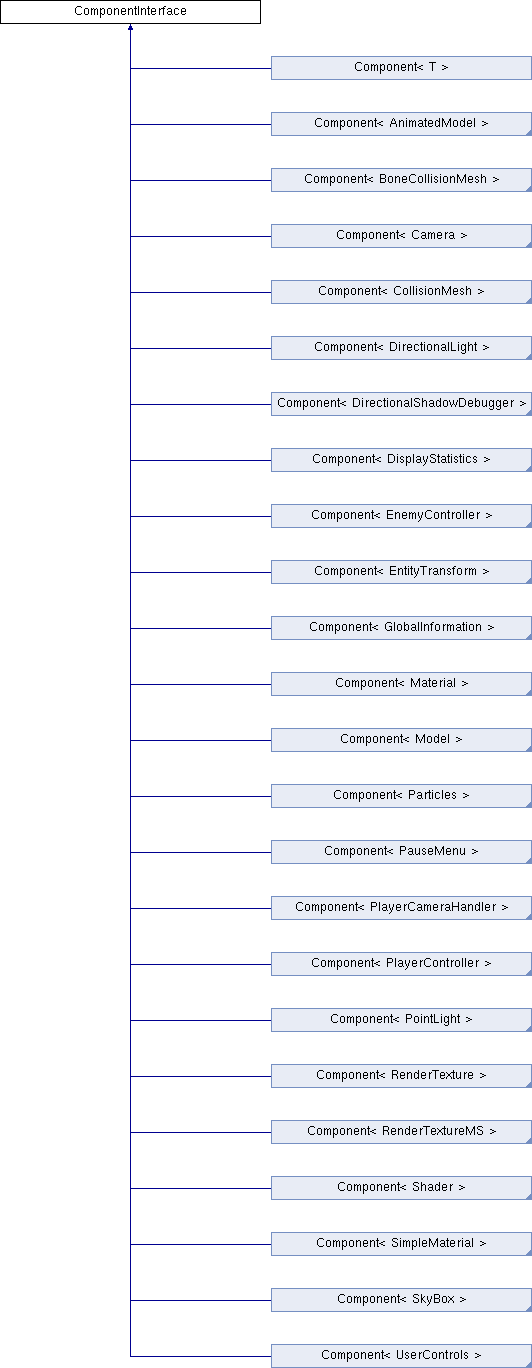 ComponentInterface
Component< T >
Component< AnimatedModel >
Component< BoneCollisionMesh >
Component< Camera >
Component< CollisionMesh >
Component< DirectionalLight >
Component< DirectionalShadowDebugger >
Component< DisplayStatistics >
Component< EnemyController >
Component< EntityTransform >
Component< GlobalInformation >
Component< Material >
Component< Model >
Component< Particles >
Component< PauseMenu >
Component< PlayerCameraHandler >
Component< PlayerController >
Component< PointLight >
Component< RenderTexture >
Component< RenderTextureMS >
Component< Shader >
Component< SimpleMaterial >
Component< SkyBox >
Component< UserControls >